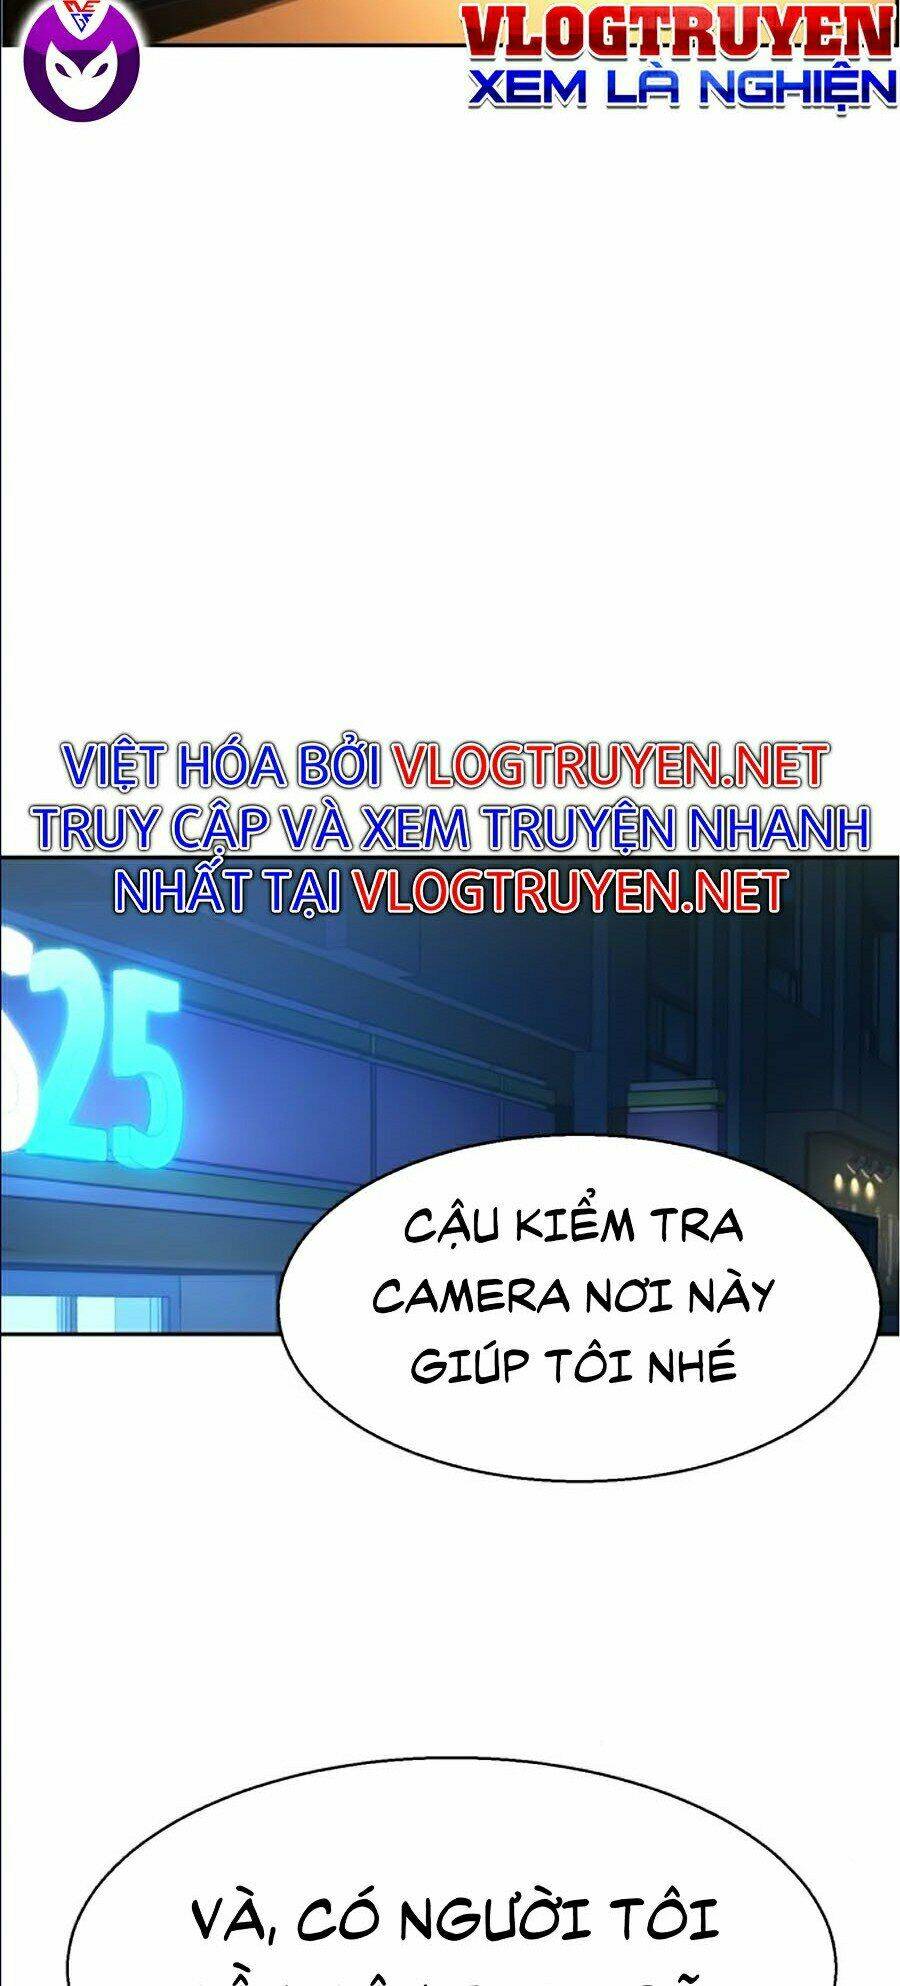 VLOGTRUYEN
XEM LÀ NGHIỆN
VIỆT HÓA BỞI VLOGTRUYEN.NET
TRUY CẬP VÀ XEM TRUYỆN NHANH
NHẤT TẠI VLOGTRUYEN.NET
S25
CẬU KIỂM TRA
CAMERA NƠI NÀY
GIÚP TÔI NHÉ
VÀ, CÓ NGƯỜI TÔI